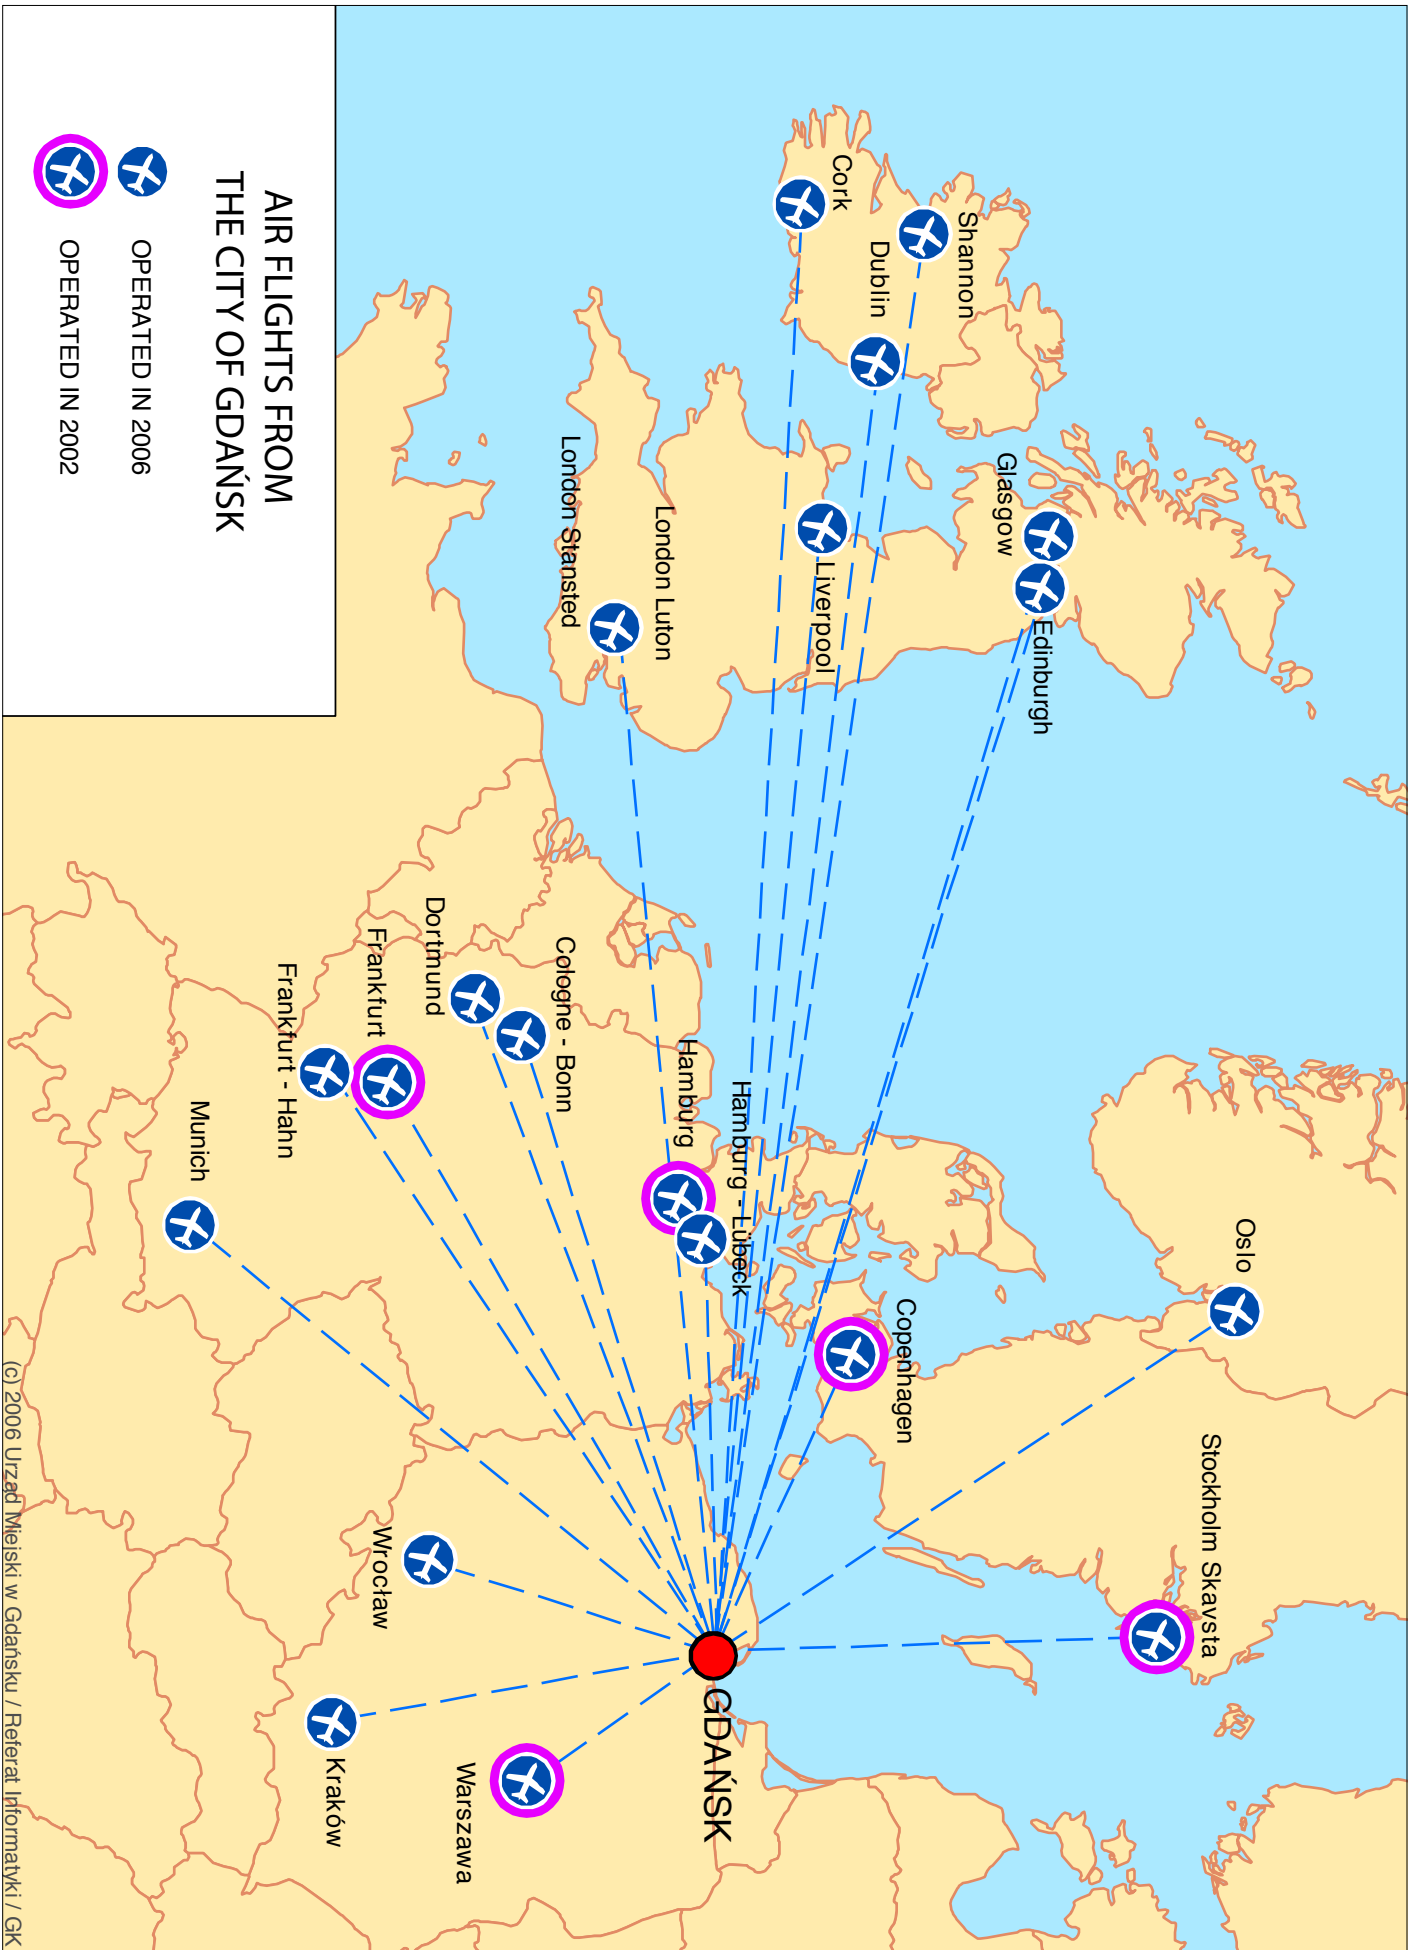 AIR FLIGHTS FROM
THE CITY OF GDAŃSK
OPERATED IN 2006
OPERATED IN 2002
Oslo
Stockholm Skavsta
Glasgow
Edinburgh
Shannon
Dublin
Cork
Liverpool
London Luton
London Stansted
Copenhagen
Hamburg - Lübeck
Hamburg
GDAŃSK
Cologne - Bonn
Dortmund
Frankfurt
Frankfurt - Hahn
Munich
Wrocław
Warszawa
Kraków
(c) 2006 Urząd Miejski w Gdańsku / Referat Informatyki / GK